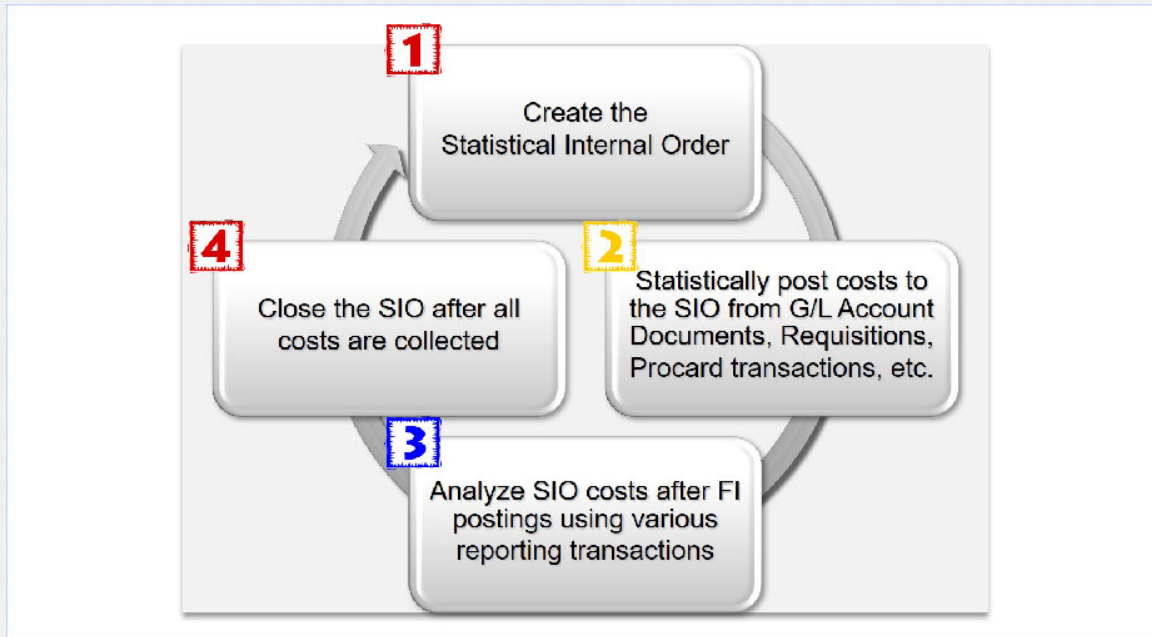 1
Create the
Statistical Internal Order
2
Statistically post costs to
the SIO from G/L Account
Documents, Requisitions,
Procard transactions, etc.
3
Analyze SIO costs after FI
postings using various
reporting transactions
4
Close the SIO after all
costs are collected